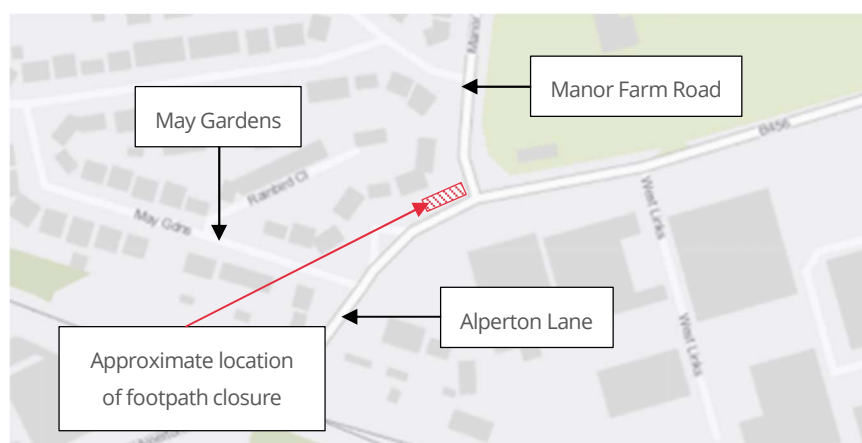 Manor
Manor Farm Road
May Gardens
B456
Rainbird Cl
West Links
May Gdns
Alperton Lane
West Links
Approximate location
of footpath closure